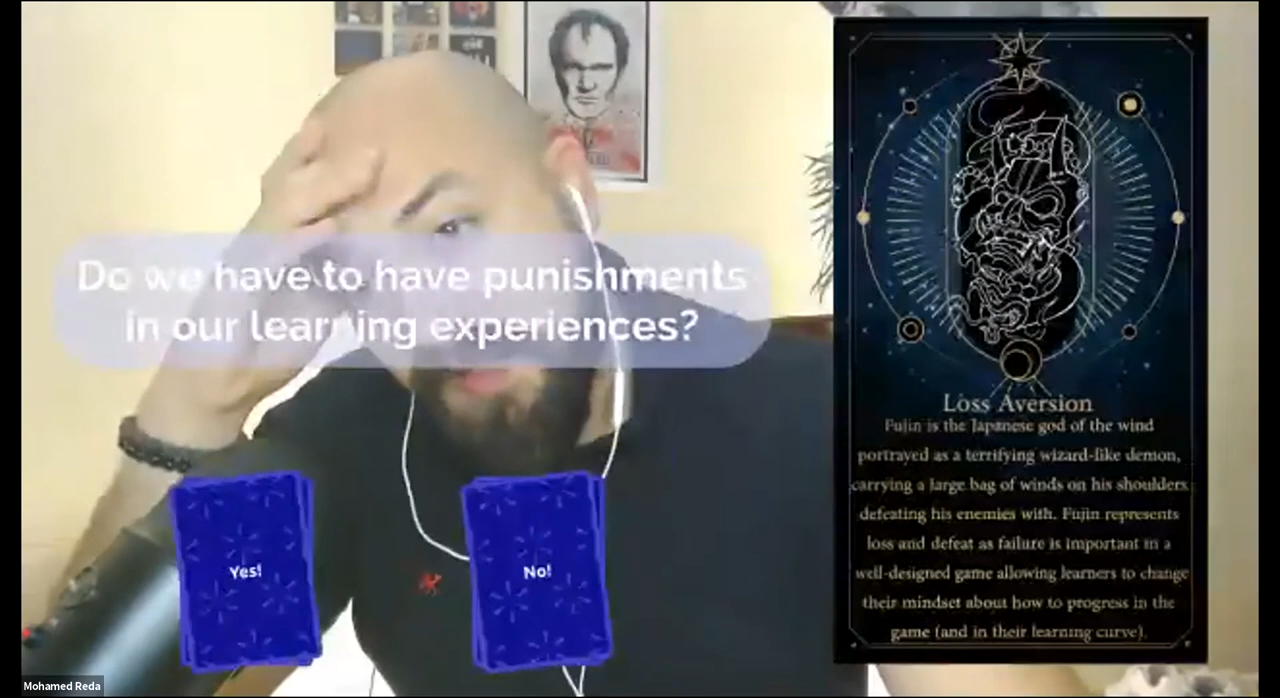 Do we have to have punishments
in our learning experiences?
Yes!
No!
Loss Aversion
Fujin is the Japanese god of the wind
portrayed as a terrifying wizard-like demon,
carrying a large bag of winds on his shoulders
defeating his enemies with. Fujin represents
loss and defeat as failure is important in a
well-designed game allowing learners to change
their mindset about how to progress in the
game (and in their learning curve).
Mohamed Reda